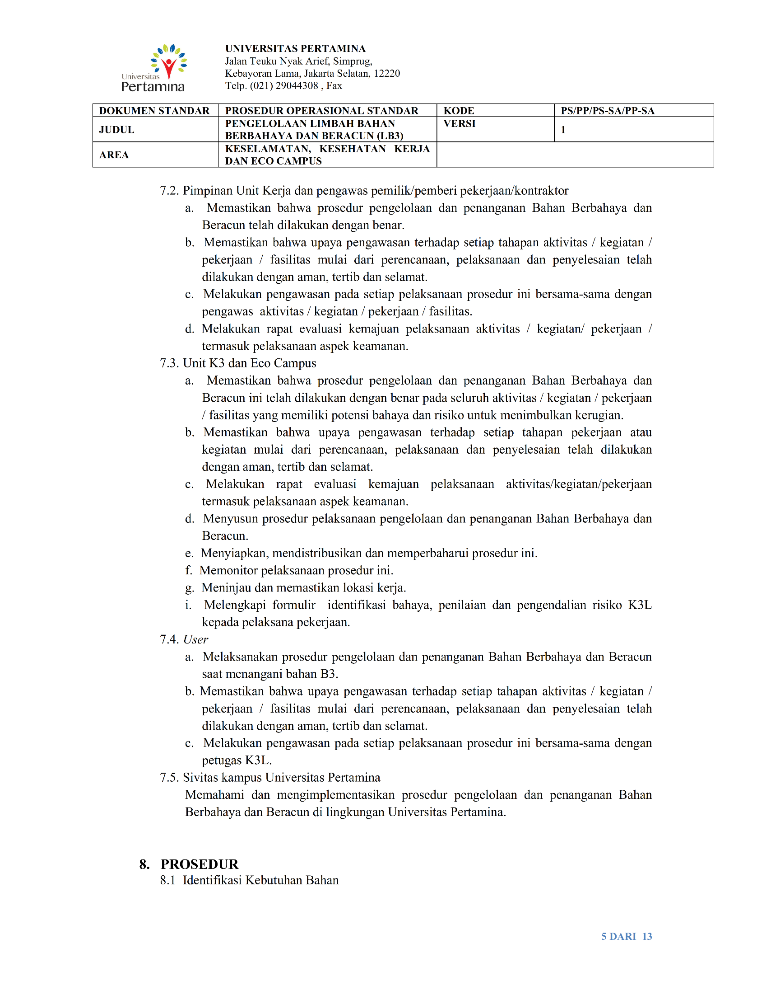 Universitas
Pertamina
UNIVERSITAS PERTAMINA
Jalan Teuku Nyak Arief, Simprug,
Kebayoran Lama, Jakarta Selatan, 12220
Telp. (021) 29044308 , Fax
DOKUMEN STANDAR PROSEDUR OPERASIONAL STANDAR KODE PS/PP/PS-SA/PP-SA
JUDUL PENGELOLAAN LIMBAH BAHAN BERBAHAYA DAN BERACUN (LB3) VERSI 1
AREA KESELAMATAN, KESEHATAN KERJA DAN ECO CAMPUS
7.2. Pimpinan Unit Kerja dan pengawas pemilik/pemberi pekerjaan/kontraktor
a. Memastikan bahwa prosedur pengelolaan dan penanganan Bahan Berbahaya dan
Beracun telah dilakukan dengan benar.
b. Memastikan bahwa upaya pengawasan terhadap setiap tahapan aktivitas / kegiatan /
pekerjaan / fasilitas mulai dari perencanaan, pelaksanaan dan penyelesaian telah
dilakukan dengan aman, tertib dan selamat.
c. Melakukan pengawasan pada setiap pelaksanaan prosedur ini bersama-sama dengan
pengawas aktivitas / kegiatan / pekerjaan / fasilitas.
d. Melakukan rapat evaluasi kemajuan pelaksanaan aktivitas / kegiatan/ pekerjaan /
termasuk pelaksanaan aspek keamanan.
7.3. Unit K3 dan Eco Campus
a. Memastikan bahwa prosedur pengelolaan dan penanganan Bahan Berbahaya dan
Beracun ini telah dilakukan dengan benar pada seluruh aktivitas / kegiatan / pekerjaan
/ fasilitas yang memiliki potensi bahaya dan risiko untuk menimbulkan kerugian.
b. Memastikan bahwa upaya pengawasan terhadap setiap tahapan pekerjaan atau
kegiatan mulai dari perencanaan, pelaksanaan dan penyelesaian telah dilakukan
dengan aman, tertib dan selamat.
c. Melakukan rapat evaluasi kemajuan pelaksanaan aktivitas/kegiatan/pekerjaan
termasuk pelaksanaan aspek keamanan.
d. Menyusun prosedur pelaksanaan pengelolaan dan penanganan Bahan Berbahaya dan
Beracun.
e. Menyiapkan, mendistribusikan dan memperbaharui prosedur ini.
f. Memonitor pelaksanaan prosedur ini.
g. Meninjau dan memastikan lokasi kerja.
i. Melengkapi formulir identifikasi bahaya, penilaian dan pengendalian risiko K3L
kepada pelaksana pekerjaan.
7.4. User
a. Melaksanakan prosedur pengelolaan dan penanganan Bahan Berbahaya dan Beracun
saat menangani bahan B3.
b. Memastikan bahwa upaya pengawasan terhadap setiap tahapan aktivitas / kegiatan /
pekerjaan / fasilitas mulai dari perencanaan, pelaksanaan dan penyelesaian telah
dilakukan dengan aman, tertib dan selamat.
c. Melakukan pengawasan pada setiap pelaksanaan prosedur ini bersama-sama dengan
petugas K3L.
7.5. Sivitas kampus Universitas Pertamina
Memahami dan mengimplementasikan prosedur pengelolaan dan penanganan Bahan
Berbahaya dan Beracun di lingkungan Universitas Pertamina.
8. PROSEDUR
8.1 Identifikasi Kebutuhan Bahan
5 DARI 13